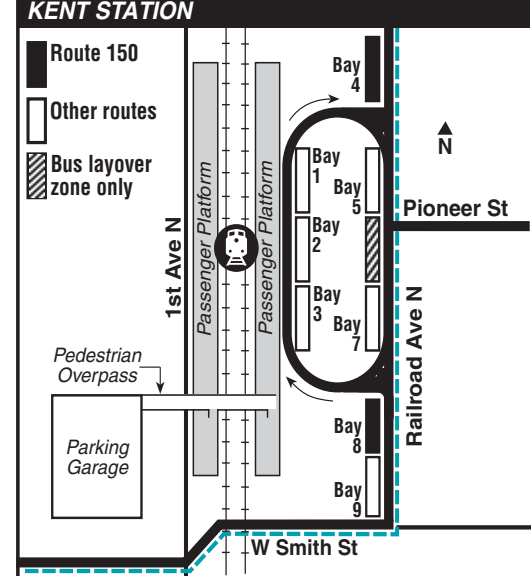 KENT STATION
Route 150
Other routes
Bus layover
zone only
Bay
4
N
Bay
1
Bay
5
Pioneer St
Bay
2
Bay
3
Bay
7
1st Ave N
Passenger Platform
Passenger Platform
Railroad Ave N
Pedestrian
Overpass
Parking
Garage
Bay
8
Bay
9
W Smith St